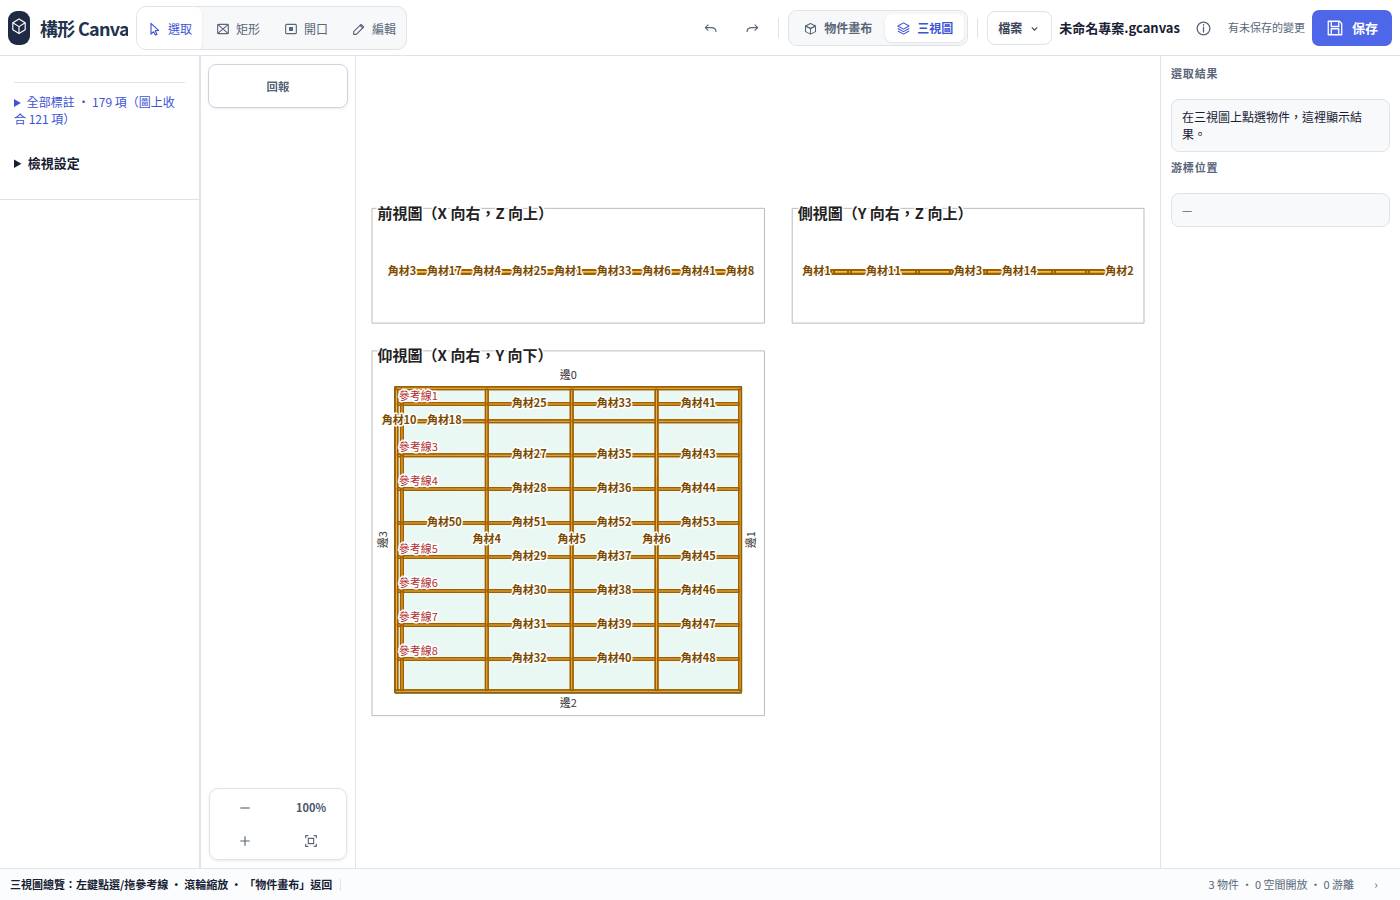 構形 Canva
選取
矩形
開口
編輯
物件畫布
三視圖
檔案
未命名專案.gcanvas
有未保存的變更
保存
▶ 全部標註 · 179 項（圖上收
合 121 項）
▶ 檢視設定
回報
100%
前視圖（X 向右，Z 向上）
角材3 角材17 角材4 角材25 角材1 角材33 角材6 角材41 角材8
側視圖（Y 向右，Z 向上）
角材1 角材11 角材3 角材14 角材2
仰視圖（X 向右，Y 向下）
邊0
參考線1
角材25 角材33 角材41
角材10 角材18
參考線3
角材27 角材35 角材43
參考線4
角材28 角材36 角材44
角材50 角材51 角材52 角材53
邊3
角材4 角材5 角材6
邊1
參考線5
角材29 角材37 角材45
參考線6
角材30 角材38 角材46
參考線7
角材31 角材39 角材47
參考線8
角材32 角材40 角材48
邊2
選取結果
在三視圖上點選物件，這裡顯示結
果。
游標位置
—
三視圖總覽：左鍵點選/拖參考線 · 滾輪縮放 · 「物件畫布」返回
3 物件 · 0 空間開放 · 0 游離